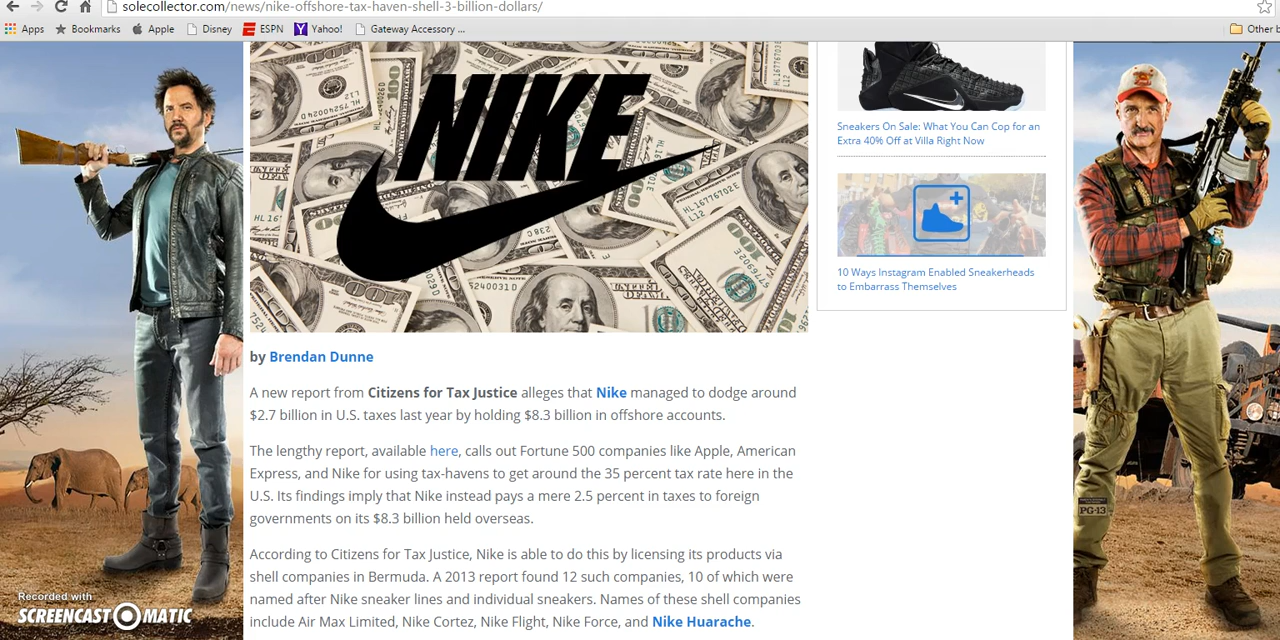 solecollector.com/news/nike-offshore-tax-haven-shell-3-billion-dollars/
Apps Bookmarks Apple Disney ESPN Yahoo! Gateway Accessory ... Other b
NIKE
Sneakers On Sale: What You Can Cop for an
Extra 40% Off at Villa Right Now
10 Ways Instagram Enabled Sneakerheads
to Embarrass Themselves
by Brendan Dunne
A new report from Citizens for Tax Justice alleges that Nike managed to dodge around
$2.7 billion in U.S. taxes last year by holding $8.3 billion in offshore accounts.
The lengthy report, available here, calls out Fortune 500 companies like Apple, American
Express, and Nike for using tax-havens to get around the 35 percent tax rate here in the
U.S. Its findings imply that Nike instead pays a mere 2.5 percent in taxes to foreign
governments on its $8.3 billion held overseas.
According to Citizens for Tax Justice, Nike is able to do this by licensing its products via
shell companies in Bermuda. A 2013 report found 12 such companies, 10 of which were
named after Nike sneaker lines and individual sneakers. Names of these shell companies
include Air Max Limited, Nike Cortez, Nike Flight, Nike Force, and Nike Huarache.
PG-13
Recorded with
SCREENCAST-O-MATIC